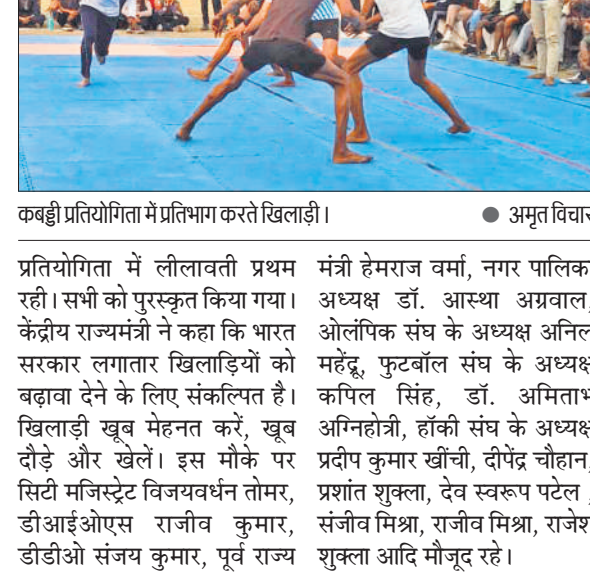 कबड्डी प्रतियोगिता में प्रतिभाग करते खिलाड़ी।
● अमृत विचार
प्रतियोगिता में लीलावती प्रथम
रही। सभी को पुरस्कृत किया गया।
केंद्रीय राज्यमंत्री ने कहा कि भारत
सरकार लगातार खिलाड़ियों को
बढ़ावा देने के लिए संकल्पित है।
खिलाड़ी खूब मेहनत करें, खूब
दौड़े और खेलें। इस मौके पर
सिटी मजिस्ट्रेट विजयवर्धन तोमर,
डीआईओएस राजीव कुमार,
डीडीओ संजय कुमार, पूर्व राज्य
मंत्री हेमराज वर्मा, नगर पालिका
अध्यक्ष डॉ. आस्था अग्रवाल,
ओलंपिक संघ के अध्यक्ष अनिल
महेंद्रू, फुटबॉल संघ के अध्यक्ष
कपिल सिंह, डॉ. अमिताभ
अग्निहोत्री, हॉकी संघ के अध्यक्ष
प्रदीप कुमार खींची, दीपेंद्र चौहान,
प्रशांत शुक्ला, देव स्वरूप पटेल ,
संजीव मिश्रा, राजीव मिश्रा, राजेश
शुक्ला आदि मौजूद रहे।